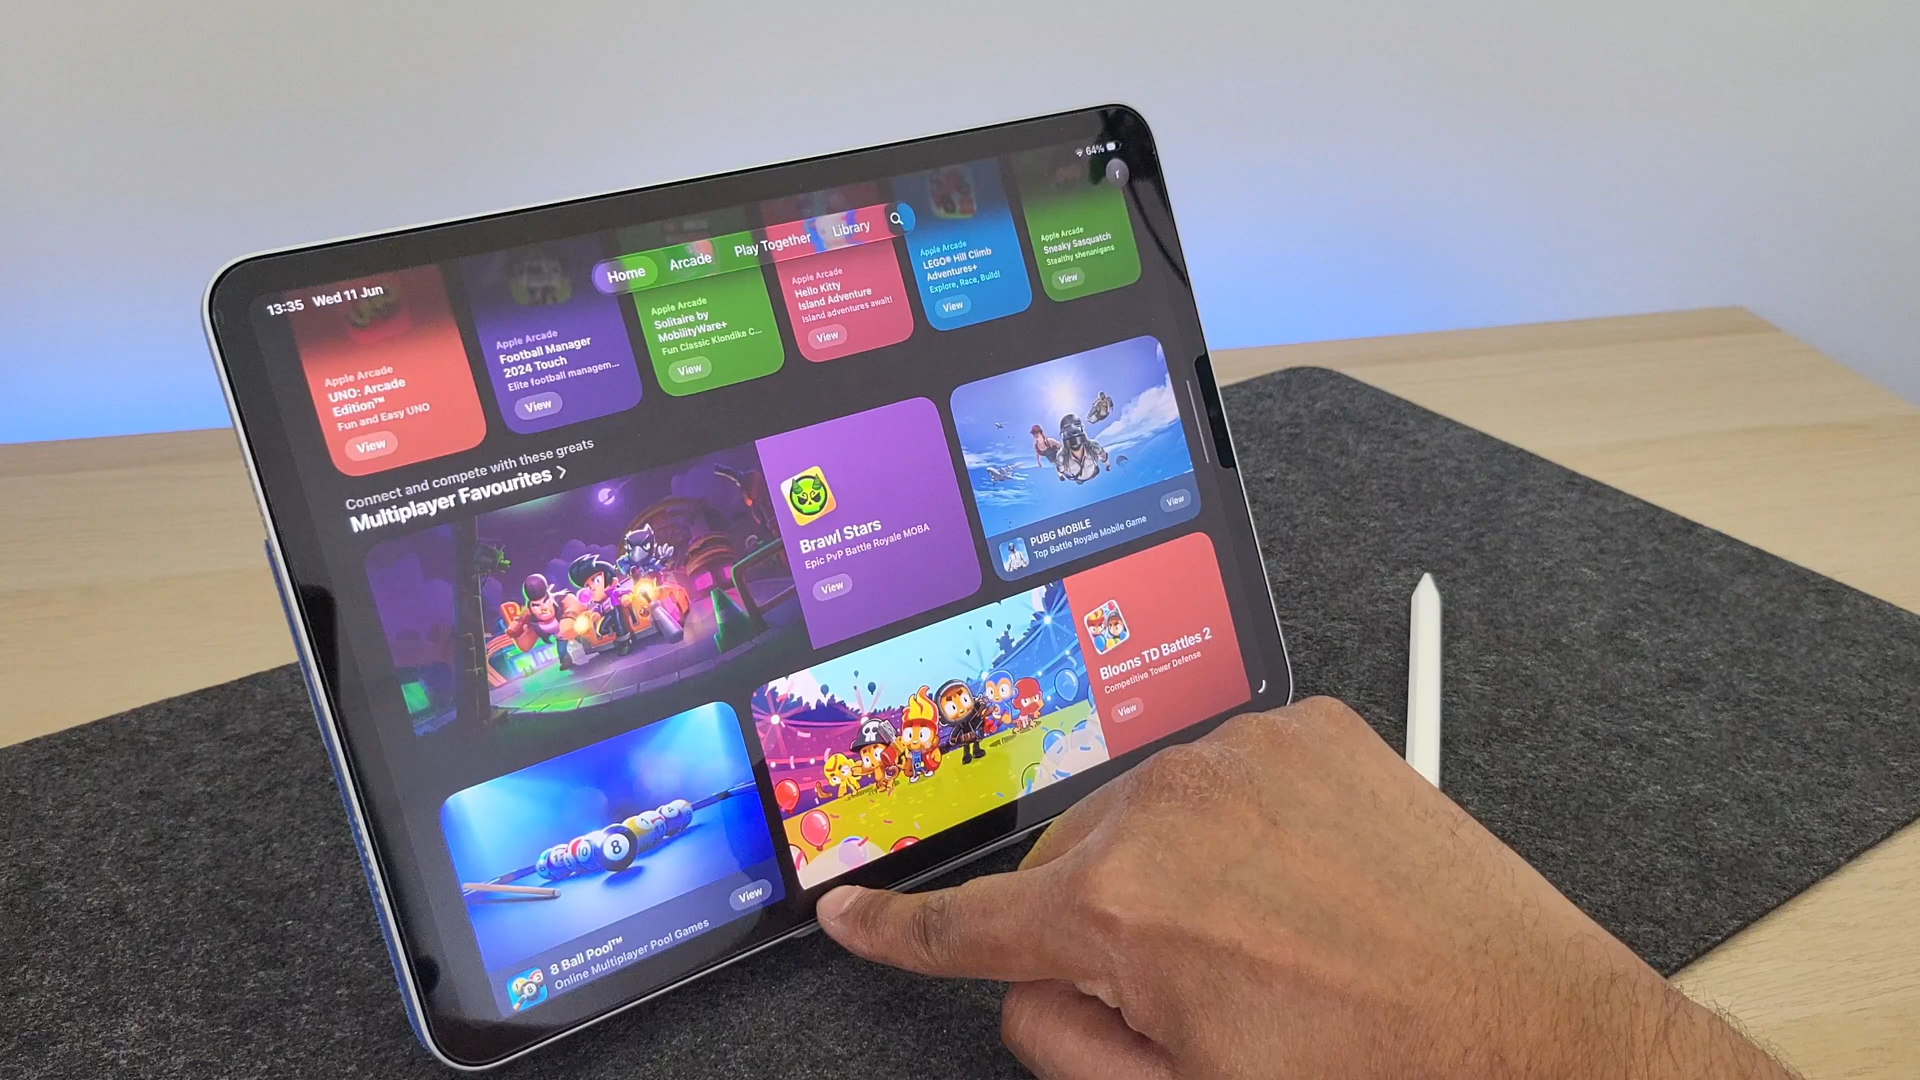 13:35 Wed 11 Jun
64%
Home
Arcade
Play Together
Library
Apple Arcade
UNO: Arcade
Edition™
Fun and Easy UNO
View
Apple Arcade
Football Manager
2024 Touch
Elite football managem...
View
Apple Arcade
Solitaire by
MobilityWare+
Fun Classic Klondike C...
View
Apple Arcade
Hello Kitty
Island Adventure
Island adventures await!
View
Apple Arcade
LEGO® Hill Climb
Adventures+
Explore, Race, Build!
View
Apple Arcade
Sneaky Sasquatch
Stealthy shenanigans
View
Connect and compete with these greats
Multiplayer Favourites >
Brawl Stars
Epic PvP Battle Royale MOBA
View
PUBG MOBILE
Top Battle Royale Mobile Game
View
8
10
8 Ball Pool™
Online Multiplayer Pool Games
View
Bloons TD Battles 2
Competitive Tower Defense
View